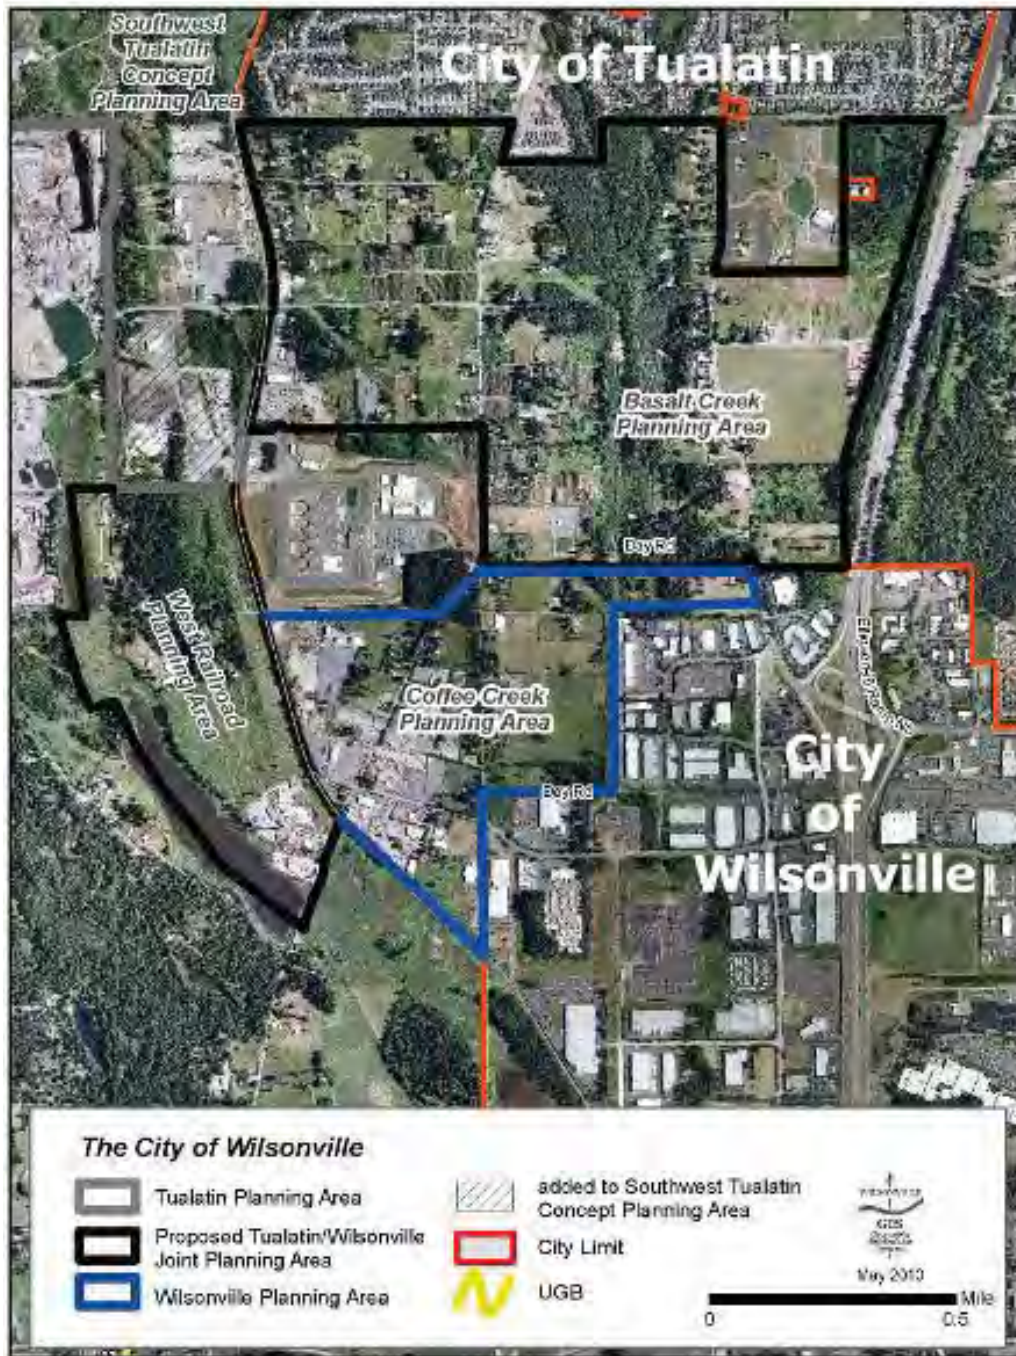 Southwest
Tualatin
Concept
Planning Area
City of Tualatin
Basalt Creek
Planning Area
Day Rd
West Railroad
Planning Area
Coffee Creek
Planning Area
Day Rd
City
of
Wilsonville
The City of Wilsonville
Tualatin Planning Area
Proposed Tualatin/Wilsonville
Joint Planning Area
Wilsonville Planning Area
added to Southwest Tualatin
Concept Planning Area
City Limit
UGB
WILSONVILLE
GIS
May 2010
Mile
0
0.5